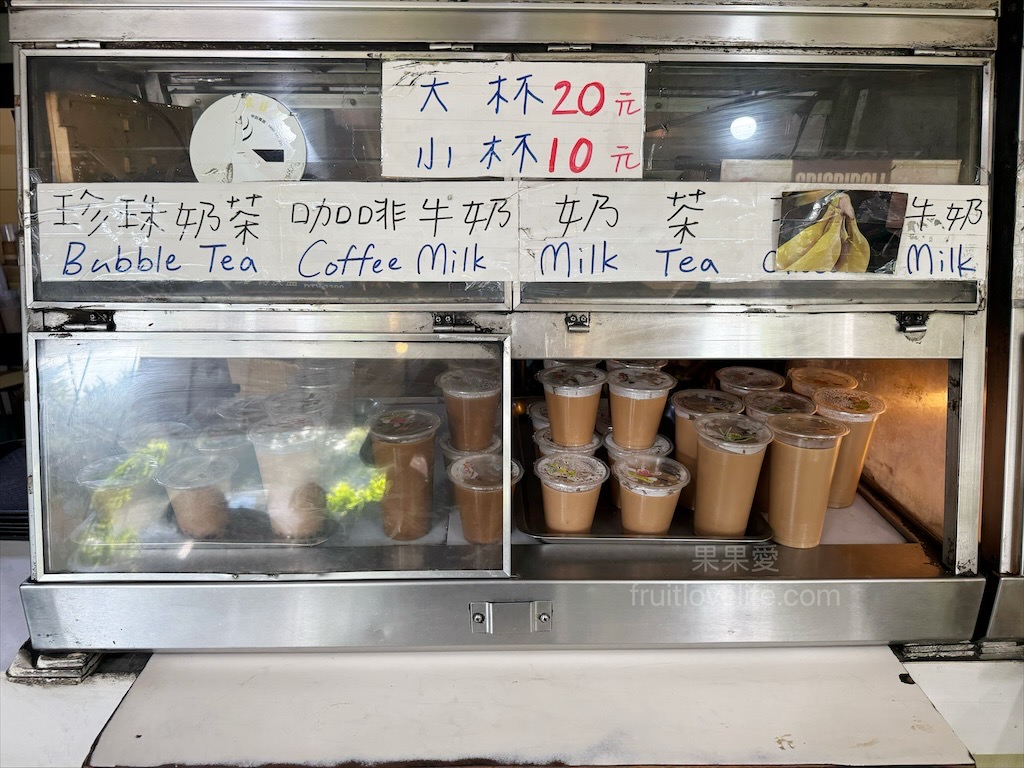 大 杯 20 元
小 杯 10 元
珍珠奶茶 咖啡牛奶 奶 茶 牛奶
Bubble Tea Coffee Milk Milk Tea Milk
果果愛
fruitlovelife.com